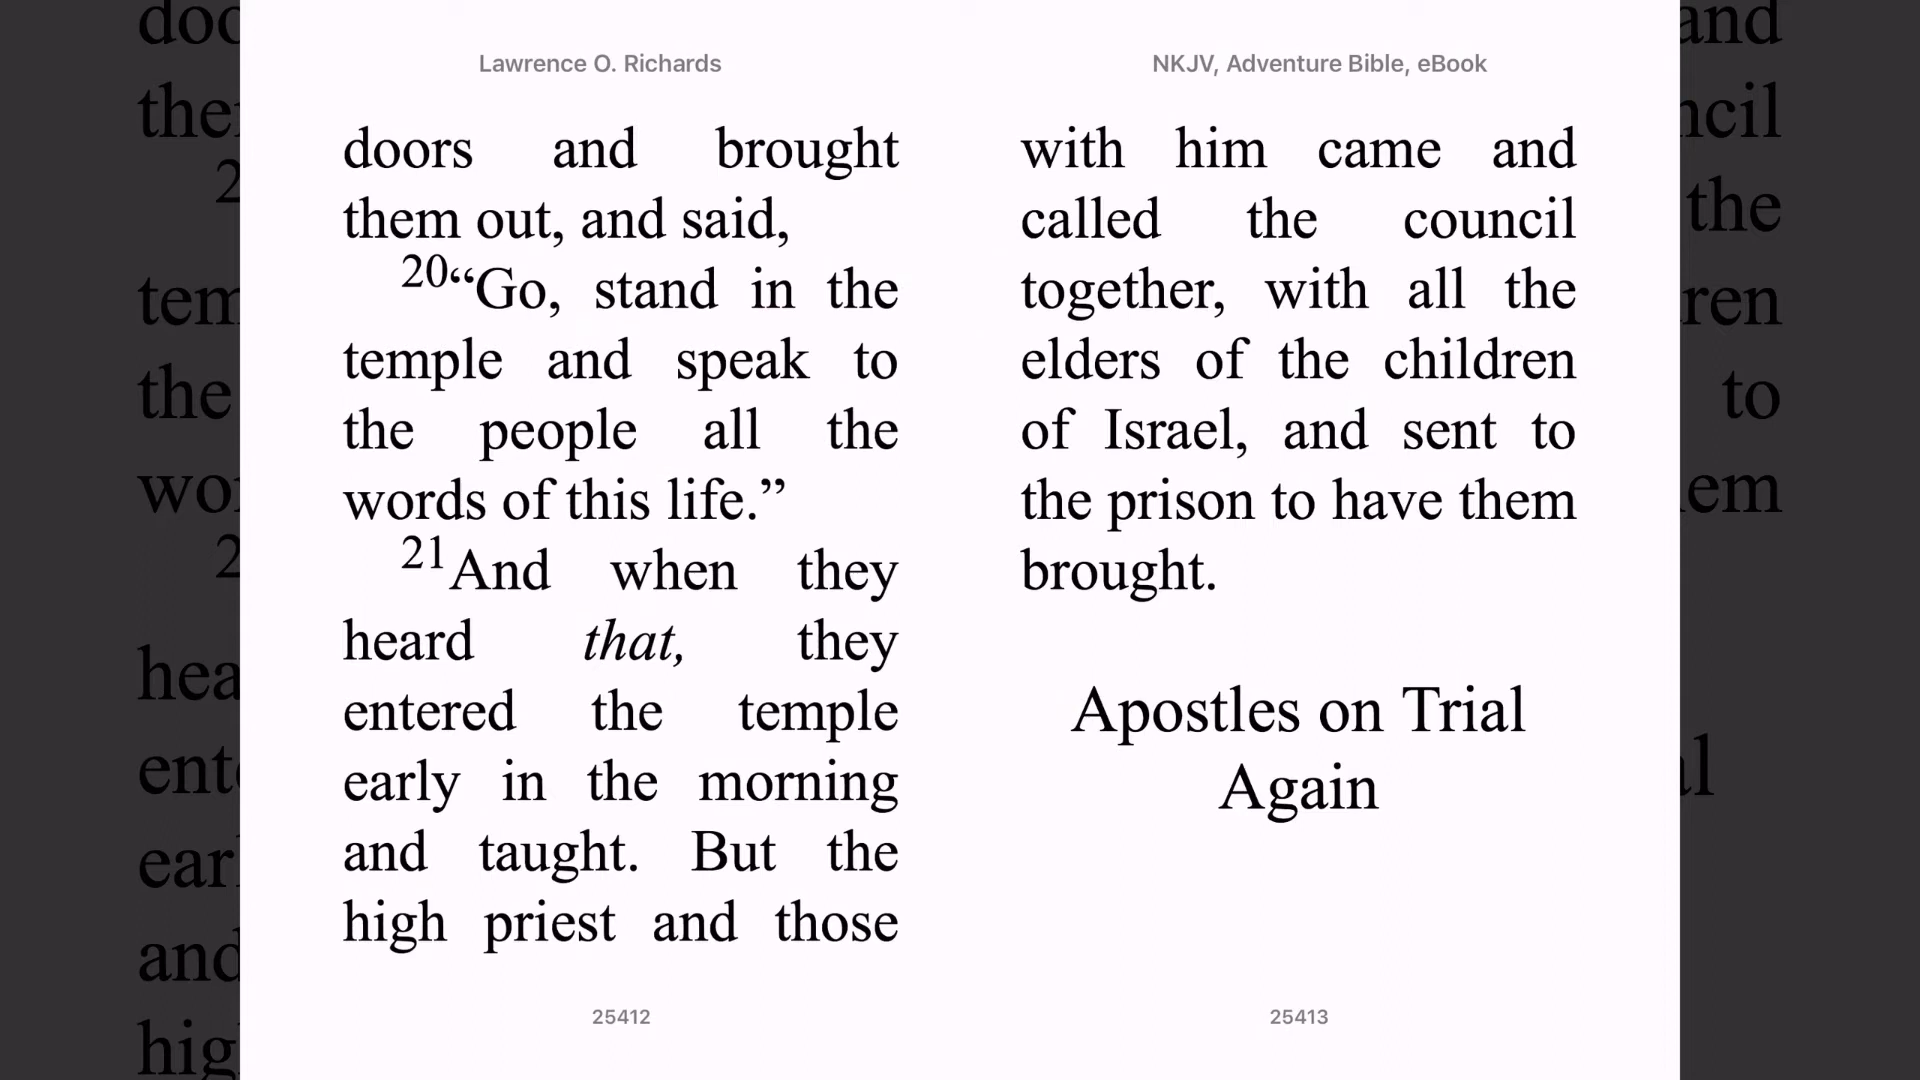 Lawrence O. Richards
doors and brought
them out, and said,
20“Go, stand in the
temple and speak to
the people all the
words of this life.”
21And when they
heard that, they
entered the temple
early in the morning
and taught. But the
high priest and those
25412
NKJV, Adventure Bible, eBook
with him came and
called the council
together, with all the
elders of the children
of Israel, and sent to
the prison to have them
brought.
Apostles on Trial
Again
25413